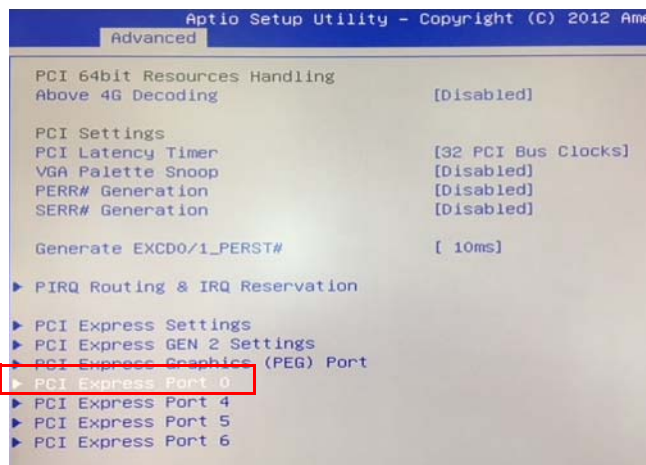 Aptio Setup Utility – Copyright (C) 2012 Ame
Advanced
PCI 64bit Resources Handling
Above 4G Decoding [Disabled]
PCI Settings
PCI Latency Timer [32 PCI Bus Clocks]
VGA Palette Snoop [Disabled]
PERR# Generation [Disabled]
SERR# Generation [Disabled]
Generate EXCD0/1_PERST# [ 10ms]
▶ PIRQ Routing & IRQ Reservation
▶ PCI Express Settings
▶ PCI Express GEN 2 Settings
▶ PCI Express Graphics (PEG) Port
▶ PCI Express Port 0
▶ PCI Express Port 4
▶ PCI Express Port 5
▶ PCI Express Port 6